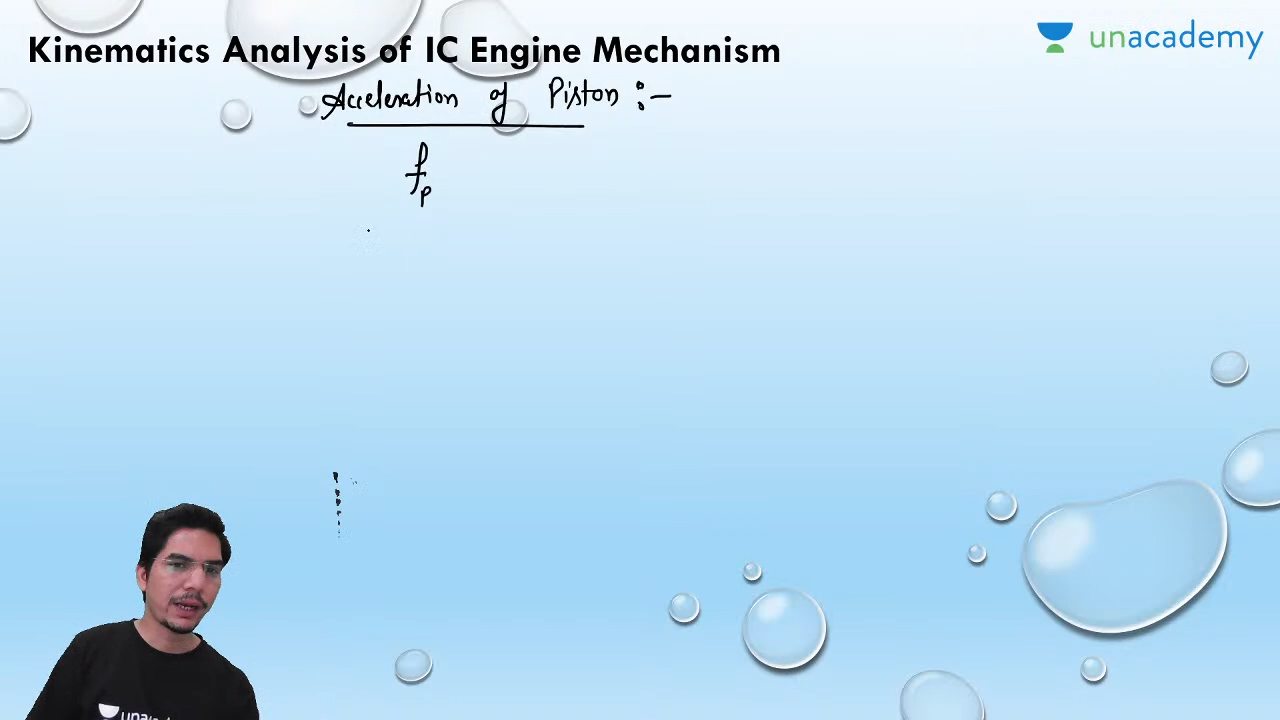 Kinematics Analysis of IC Engine Mechanism
unacademy
Acceleration of Piston :-
fp